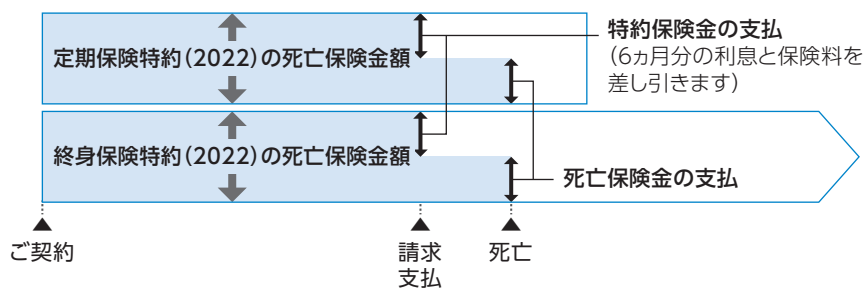 定期保険特約(2022)の死亡保険金額
特約保険金の支払
(6ヵ月分の利息と保険料を
差し引きます)
終身保険特約(2022)の死亡保険金額
死亡保険金の支払
ご契約
請求
支払
死亡